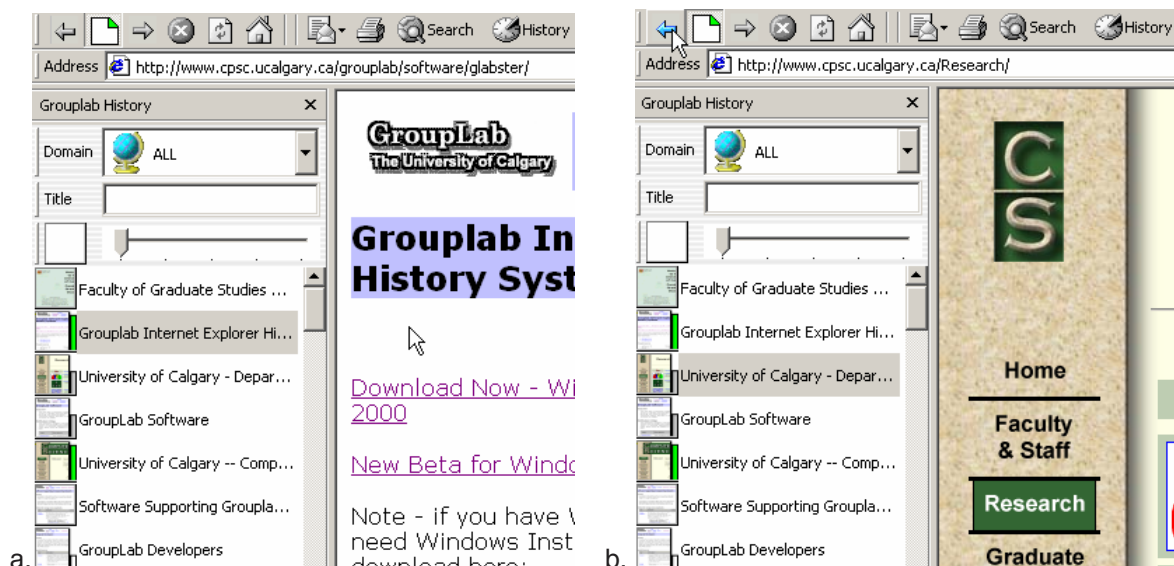 Search History
Address http://www.cpsc.ucalgary.ca/grouplab/software/glabster/
Grouplab History
Domain ALL
Title
Faculty of Graduate Studies ...
Grouplab Internet Explorer Hi...
University of Calgary - Depar...
GroupLab Software
University of Calgary -- Comp...
Software Supporting Groupla...
GroupLab Developers
GroupLab
The University of Calgary
Grouplab In
History Syst
Download Now - Wi
2000
New Beta for Windo
Note - if you have
need Windows Inst
download here:
a.
Search History
Address http://www.cpsc.ucalgary.ca/Research/
Grouplab History
Domain ALL
Title
Faculty of Graduate Studies ...
Grouplab Internet Explorer Hi...
University of Calgary - Depar...
GroupLab Software
University of Calgary -- Comp...
Software Supporting Groupla...
GroupLab Developers
C
S
Home
Faculty
& Staff
Research
Graduate
b.